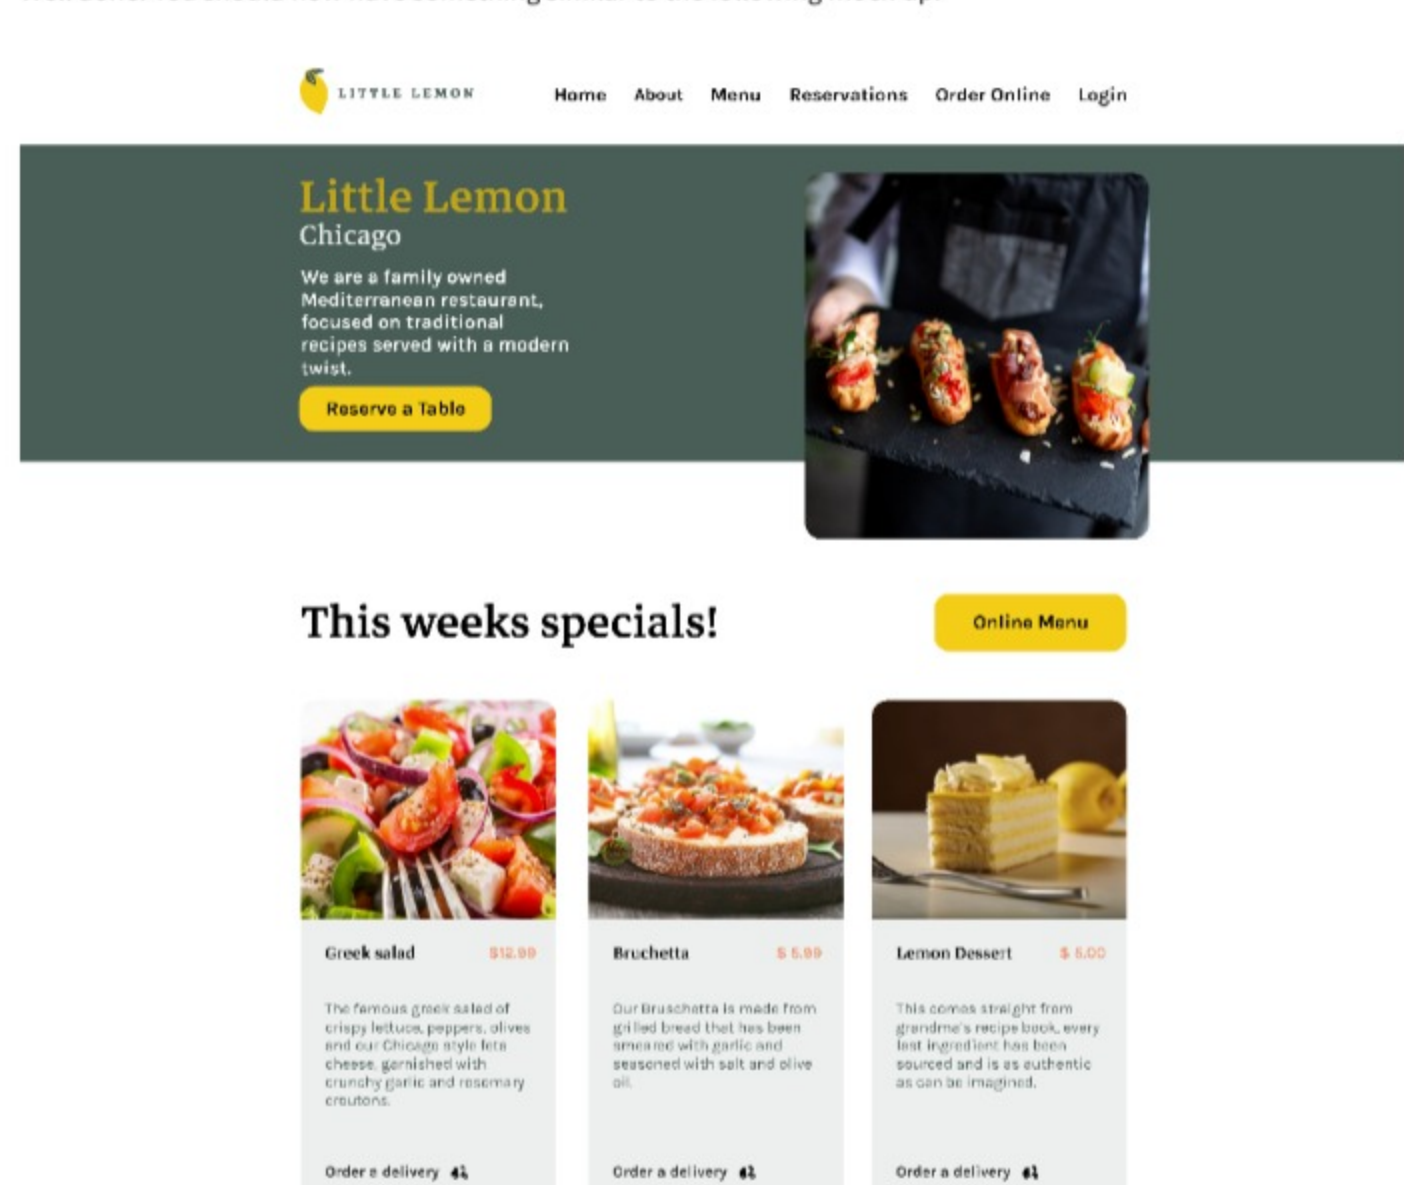 LITTLE LEMON
Home About Menu Reservations Order Online Login
Little Lemon
Chicago
We are a family owned
Mediterranean restaurant,
focused on traditional
recipes served with a modern
twist.
Reserve a Table
This weeks specials!
Online Menu
Greek salad $12.99
The famous greek salad of
crispy lettuce, peppers, olives
and our Chicago style feta
cheese, garnished with
crunchy garlic and rosemary
croutons.
Order a delivery
Bruchetta $ 5.99
Our Bruschetta is made from
grilled bread that has been
smeared with garlic and
seasoned with salt and olive
oil.
Order a delivery
Lemon Dessert $ 5.00
This comes straight from
grandma's recipe book, every
last ingredient has been
sourced and is as authentic
as can be imagined.
Order a delivery